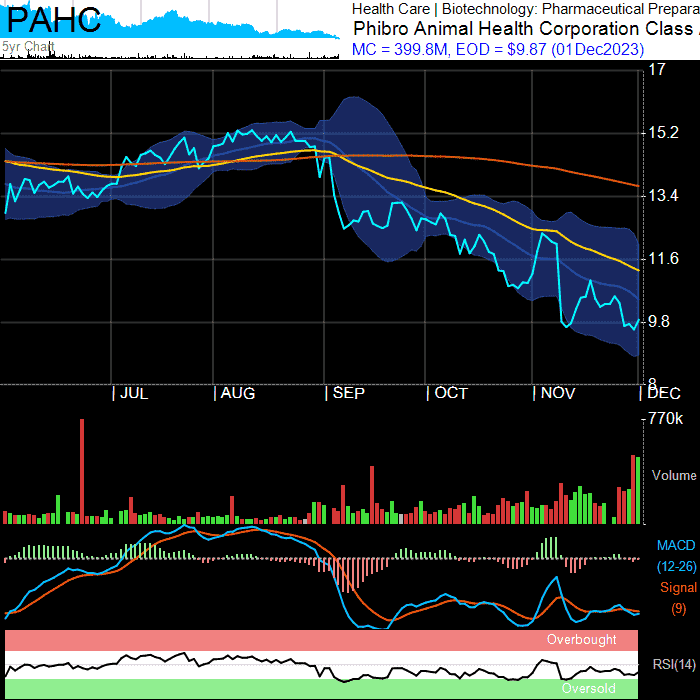 PAHC
Health Care | Biotechnology: Pharmaceutical Prepara
Phibro Animal Health Corporation Class
5yr Chart
MC = 399.8M, EOD = $9.87 (01Dec2023)
17
15.2
13.4
11.6
9.8
8
| JUL | AUG | SEP | OCT | NOV | DEC
770k
Volume
MACD
(12-26)
Signal
(9)
Overbought
RSI(14)
Oversold